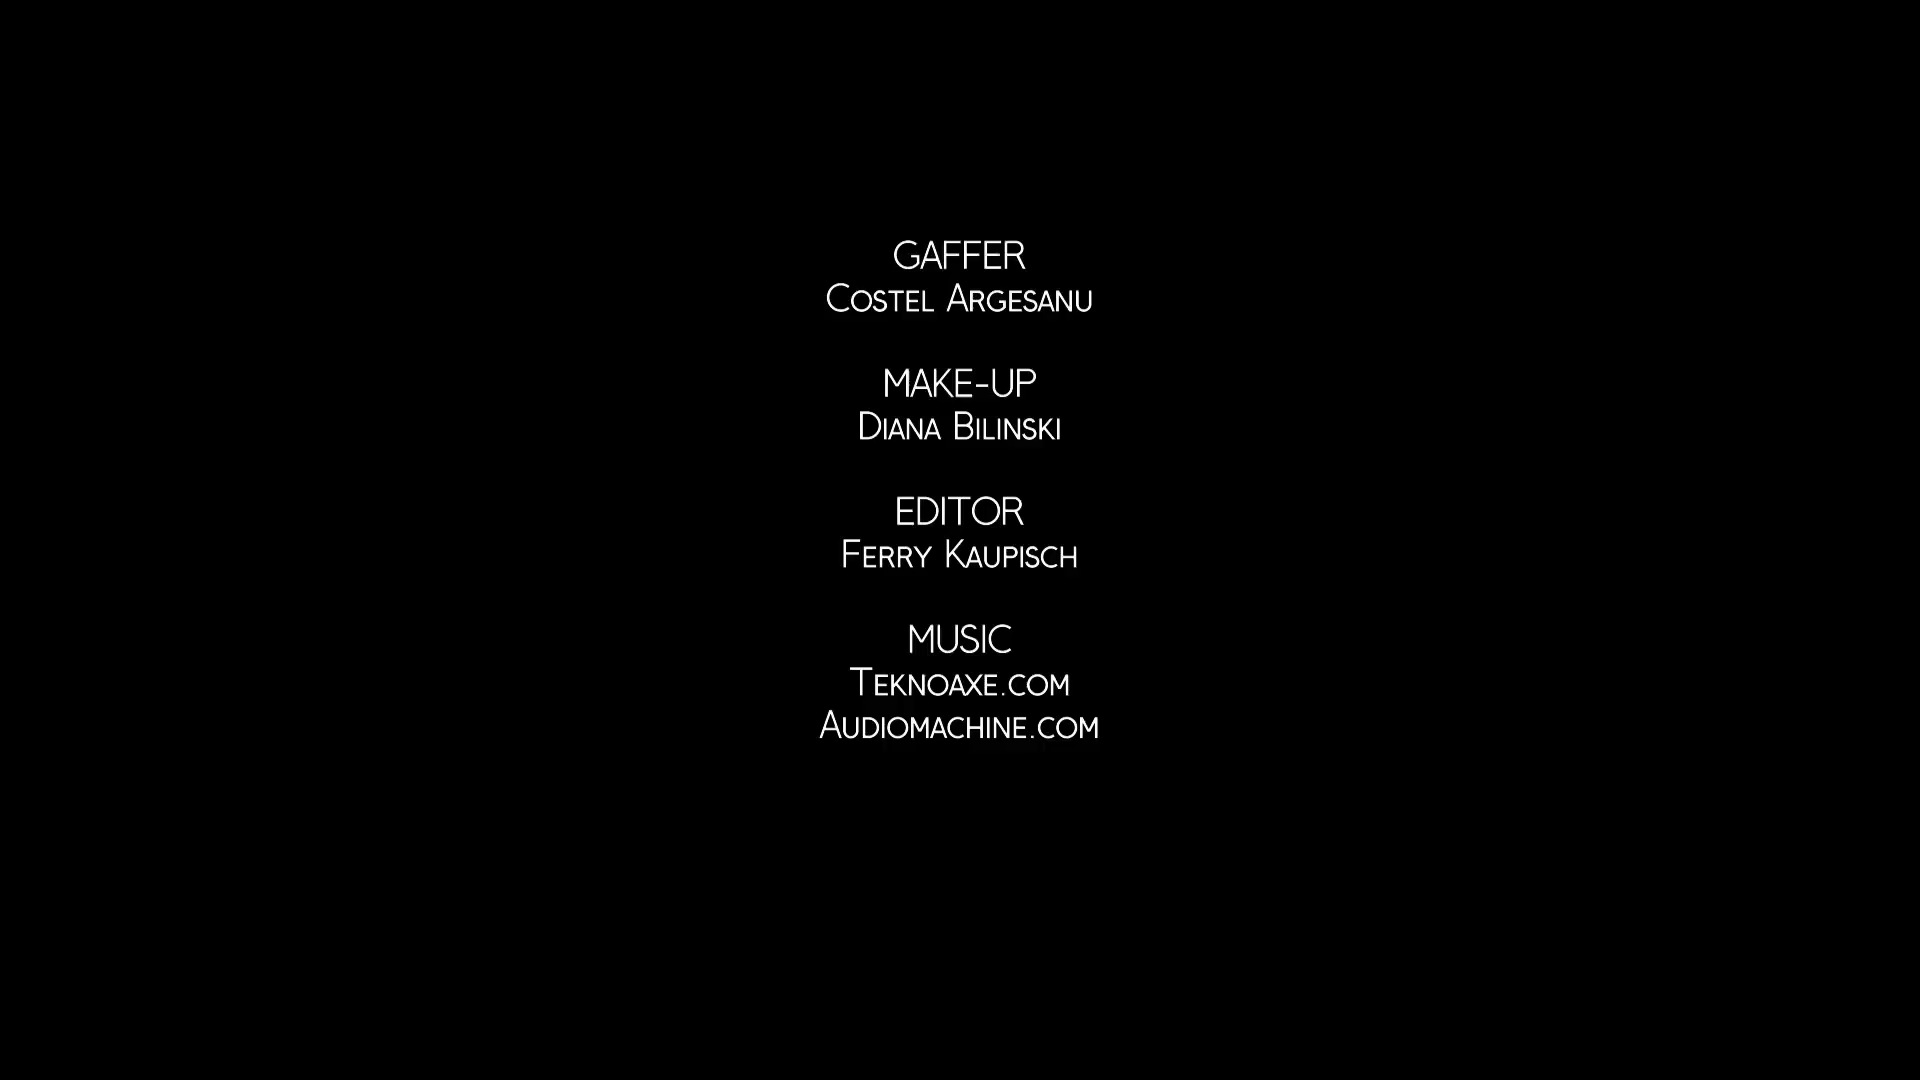 GAFFER
Costel Argesanu
MAKE-UP
Diana Bilinski
EDITOR
Ferry Kaupisch
MUSIC
Teknoaxe.com
Audiomachine.com